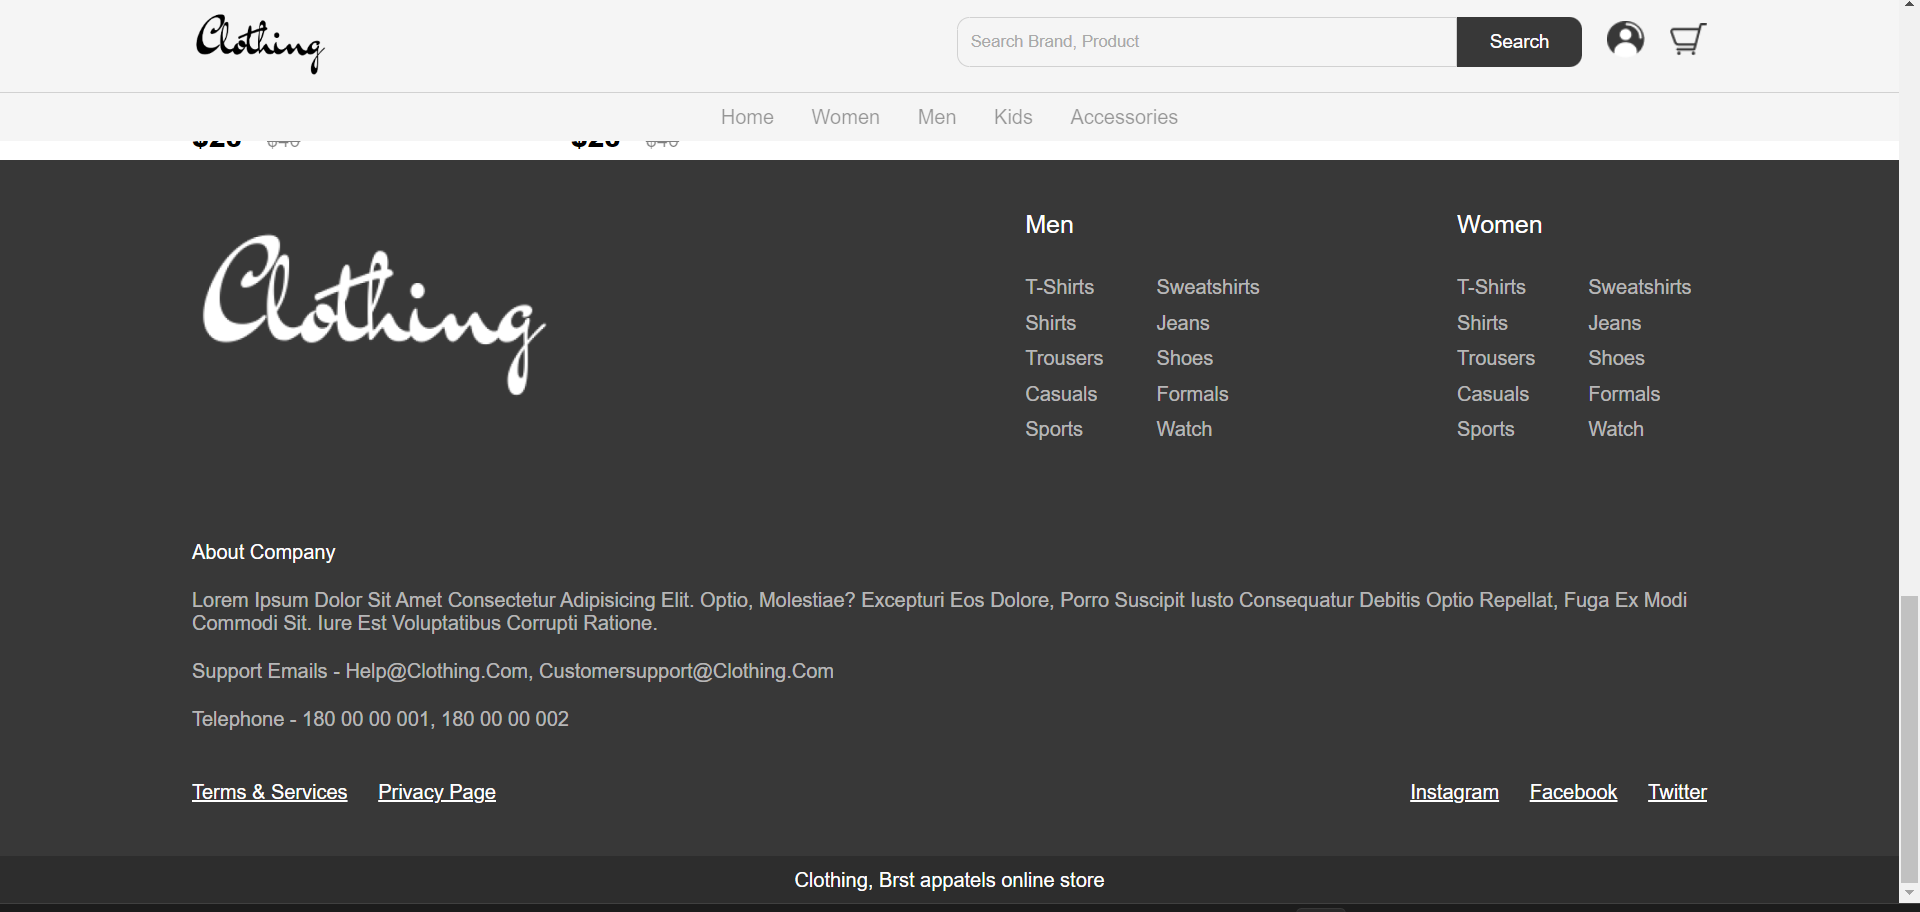 Clothing
Search Brand, Product
Search
Home Women Men Kids Accessories
$20 $40 $20 $40
Clothing
Men
T-Shirts Sweatshirts
Shirts Jeans
Trousers Shoes
Casuals Formals
Sports Watch
Women
T-Shirts Sweatshirts
Shirts Jeans
Trousers Shoes
Casuals Formals
Sports Watch
About Company
Lorem Ipsum Dolor Sit Amet Consectetur Adipisicing Elit. Optio, Molestiae? Excepturi Eos Dolore, Porro Suscipit Iusto Consequatur Debitis Optio Repellat, Fuga Ex Modi
Commodi Sit. Iure Est Voluptatibus Corrupti Ratione.
Support Emails - Help@Clothing.Com, Customersupport@Clothing.Com
Telephone - 180 00 00 001, 180 00 00 002
Terms & Services Privacy Page
Instagram Facebook Twitter
Clothing, Brst appatels online store